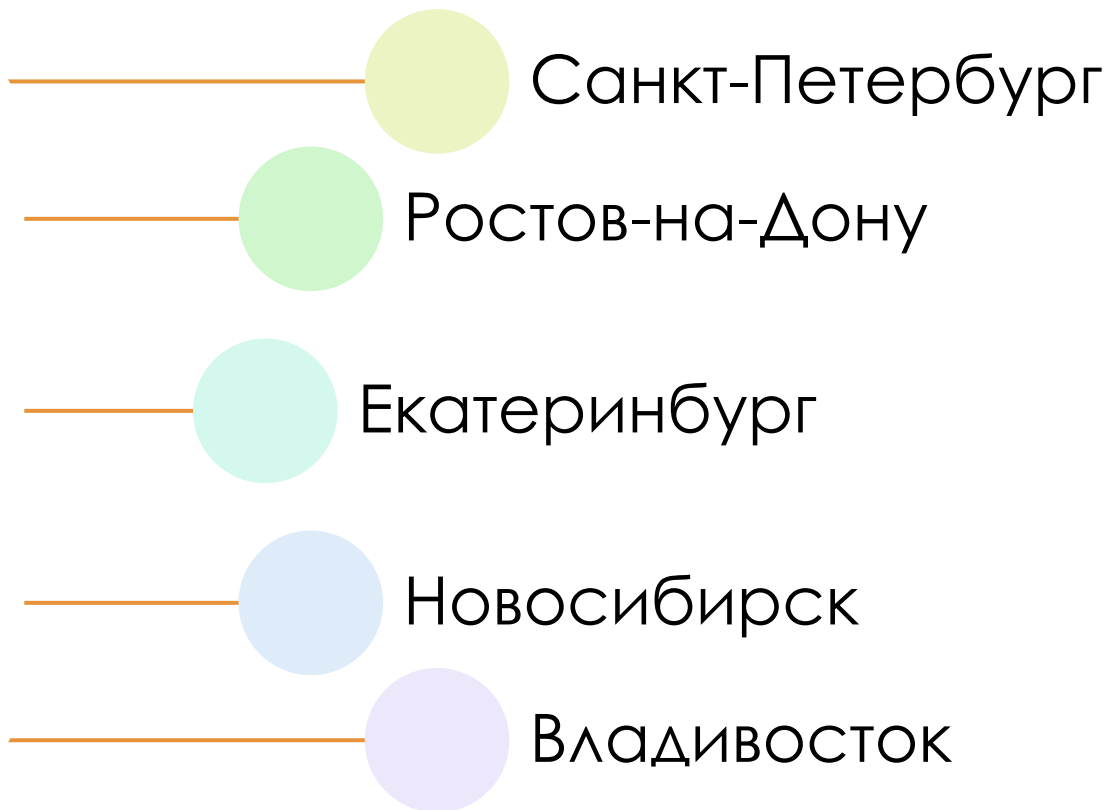 Санкт-Петербург
Ростов-на-Дону
Екатеринбург
Новосибирск
Владивосток